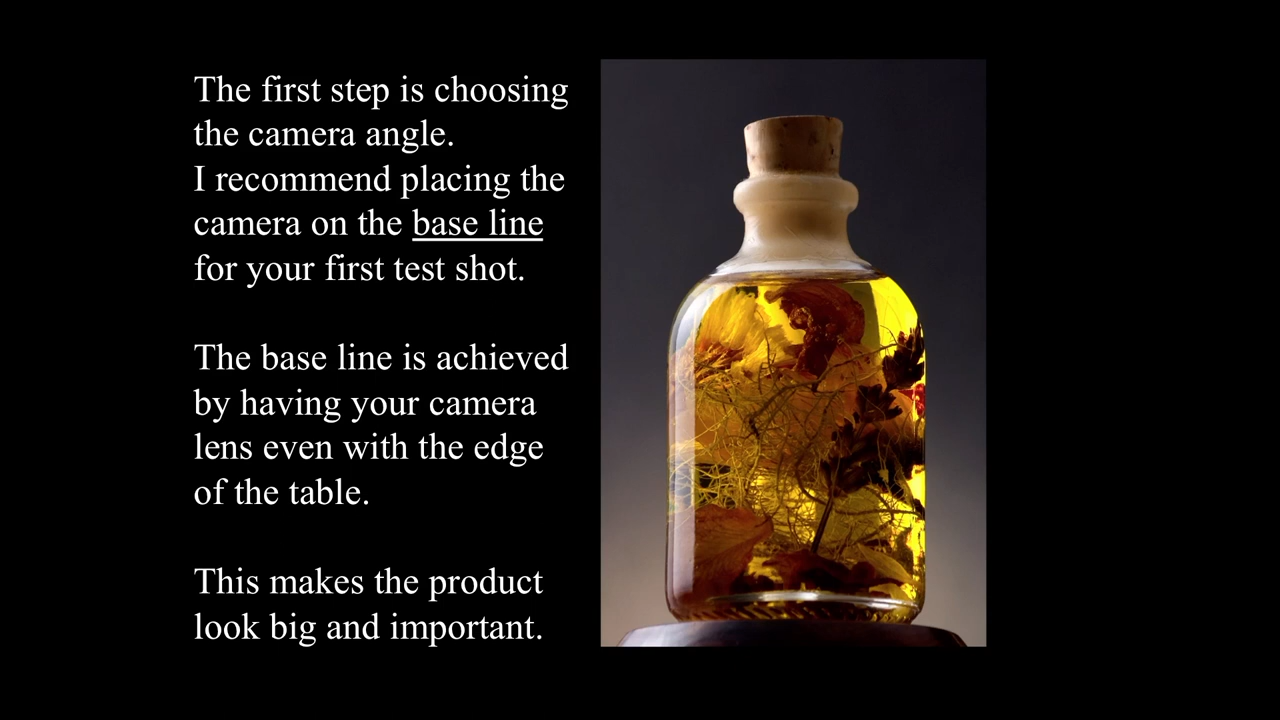 The first step is choosing
the camera angle.
I recommend placing the
camera on the base line
for your first test shot.
The base line is achieved
by having your camera
lens even with the edge
of the table.
This makes the product
look big and important.